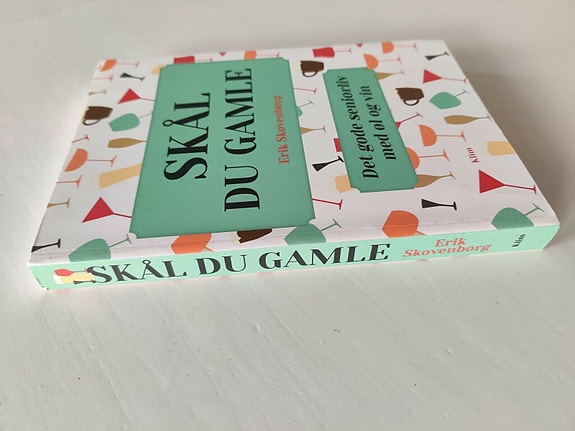 SKÅL
DU GAMLE
Erik Skovenborg
Det gode seniorliv
med øl og vin
Klim
SKÅL DU GAMLE
Erik
Skovenborg
Klim